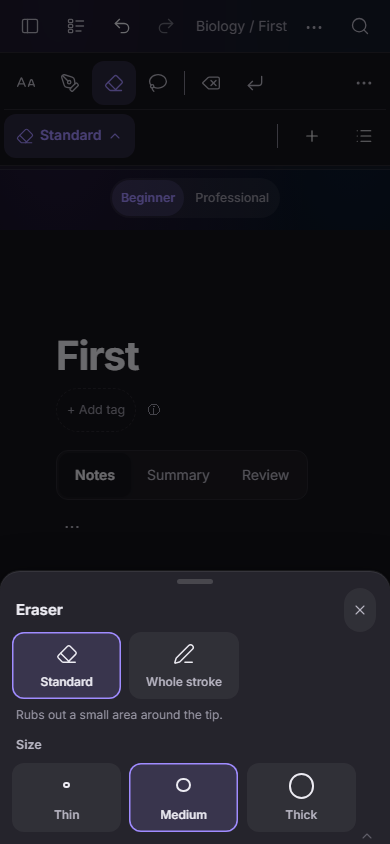 Biology / First
AA
Standard
Beginner Professional
First
+ Add tag
Notes Summary Review
...
Eraser
Standard Whole stroke
Rubs out a small area around the tip.
Size
Thin Medium Thick